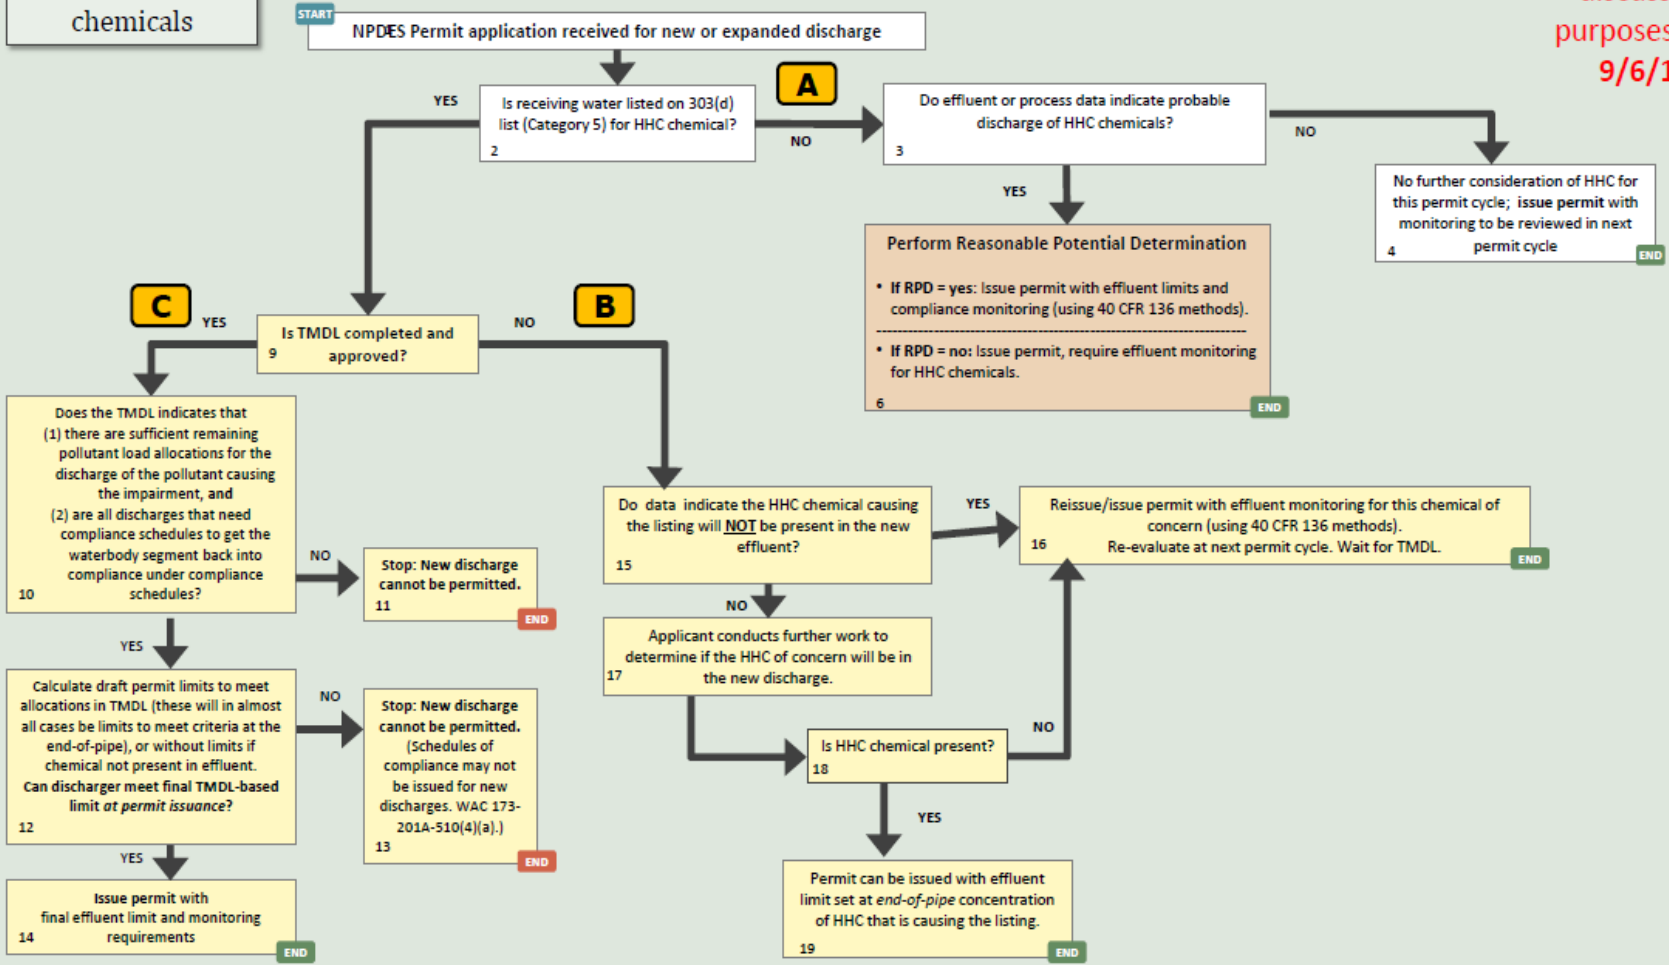 chemicals
START
NPDES Permit application received for new or expanded discharge
purposes
9/6/1
YES
Is receiving water listed on 303(d)
list (Category 5) for HHC chemical?
2
A
NO
Do effluent or process data indicate probable
discharge of HHC chemicals?
3
NO
YES
No further consideration of HHC for
this permit cycle; issue permit with
monitoring to be reviewed in next
permit cycle
4
END
Perform Reasonable Potential Determination
• If RPD = yes: Issue permit with effluent limits and
compliance monitoring (using 40 CFR 136 methods).
• If RPD = no: Issue permit, require effluent monitoring
for HHC chemicals.
6
END
C
YES
Is TMDL completed and
approved?
9
NO
B
Does the TMDL indicates that
(1) there are sufficient remaining
pollutant load allocations for the
discharge of the pollutant causing
the impairment, and
(2) are all discharges that need
compliance schedules to get the
waterbody segment back into
compliance under compliance
schedules?
10
NO
Stop: New discharge
cannot be permitted.
11
END
YES
Calculate draft permit limits to meet
allocations in TMDL (these will in almost
all cases be limits to meet criteria at the
end-of-pipe), or without limits if
chemical not present in effluent.
Can discharger meet final TMDL-based
limit at permit issuance?
12
NO
Stop: New discharge
cannot be permitted.
(Schedules of
compliance may not
be issued for new
discharges. WAC 173-
201A-510(4)(a).)
13
END
YES
Issue permit with
final effluent limit and monitoring
requirements
14
END
Do data indicate the HHC chemical causing
the listing will NOT be present in the new
effluent?
15
YES
Reissue/issue permit with effluent monitoring for this chemical of
concern (using 40 CFR 136 methods).
Re-evaluate at next permit cycle. Wait for TMDL.
16
END
NO
Applicant conducts further work to
determine if the HHC of concern will be in
the new discharge.
17
Is HHC chemical present?
18
NO
YES
Permit can be issued with effluent
limit set at end-of-pipe concentration
of HHC that is causing the listing.
19
END